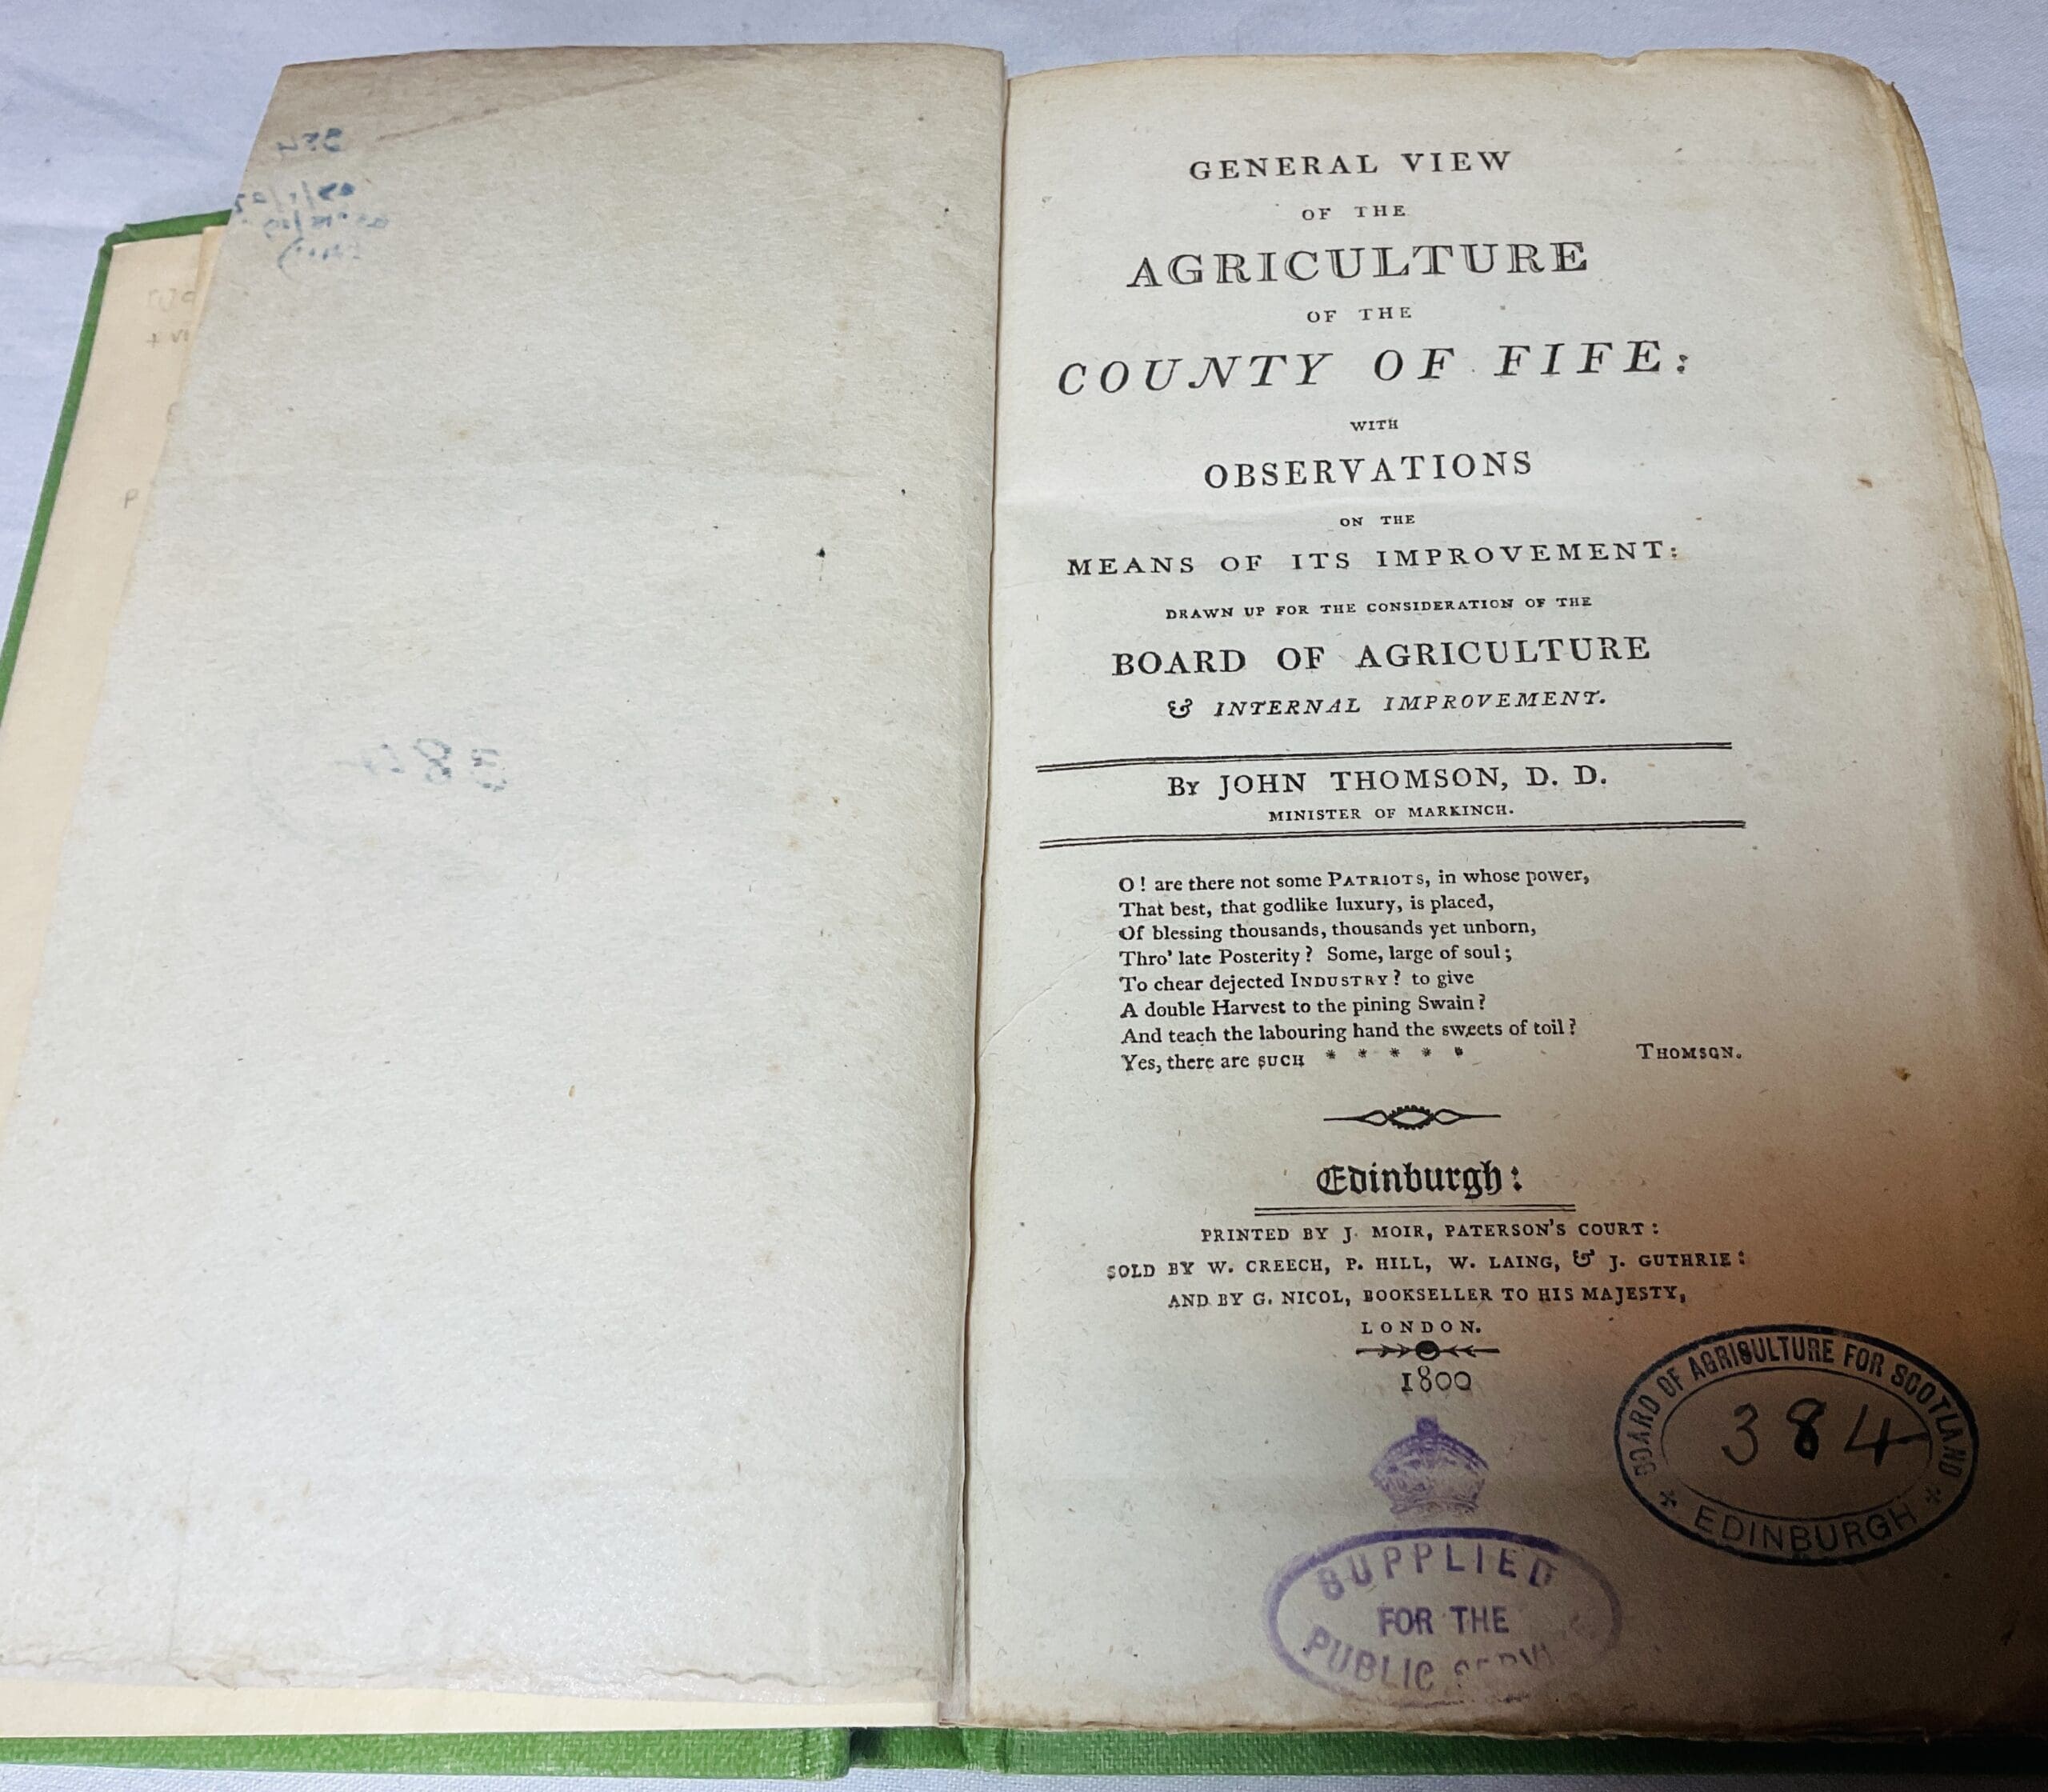 GENERAL VIEW
OF THE
AGRICULTURE
OF THE
COUNTY OF FIFE:
WITH
OBSERVATIONS
ON THE
MEANS OF ITS IMPROVEMENT:
DRAWN UP FOR THE CONSIDERATION OF THE
BOARD OF AGRICULTURE
& INTERNAL IMPROVEMENT.
By JOHN THOMSON, D. D.
MINISTER OF MARKINCH.
O! are there not some PATRIOTS, in whose power,
That best, that godlike luxury, is placed,
Of blessing thousands, thousands yet unborn,
Thro' late Posterity? Some, large of soul;
To chear dejected INDUSTRY? to give
A double Harvest to the pining Swain?
And teach the labouring hand the sweets of toil?
Yes, there are SUCH * * * * * THOMSON.
Edinburgh:
PRINTED BY J. MOIR, PATERSON'S COURT:
SOLD BY W. CREECH, P. HILL, W. LAING, & J. GUTHRIE:
AND BY G. NICOL, BOOKSELLER TO HIS MAJESTY,
LONDON.
1800
BOARD OF AGRICULTURE FOR SCOTLAND
384
* EDINBURGH *
SUPPLIED
FOR THE
PUBLIC